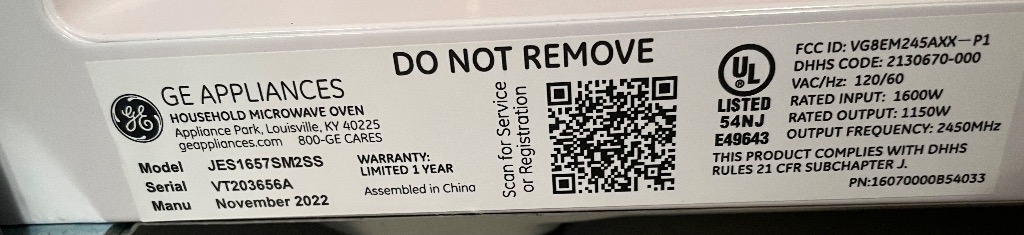 DO NOT REMOVE
GE
GE APPLIANCES
HOUSEHOLD MICROWAVE OVEN
Appliance Park, Louisville, KY 40225
geappliances.com 800-GE CARES
Model JES1657SM2SS
Serial VT203656A
Manu November 2022
WARRANTY:
LIMITED 1 YEAR
Assembled in China
Scan for Service
or Registration
UL
®
LISTED
54NJ
E49643
FCC ID: VG8EM245AXX-P1
DHHS CODE: 2130670-000
VAC/Hz: 120/60
RATED INPUT: 1600W
RATED OUTPUT: 1150W
OUTPUT FREQUENCY: 2450MHz
THIS PRODUCT COMPLIES WITH DHHS
RULES 21 CFR SUBCHAPTER J.
PN:16070000B54033